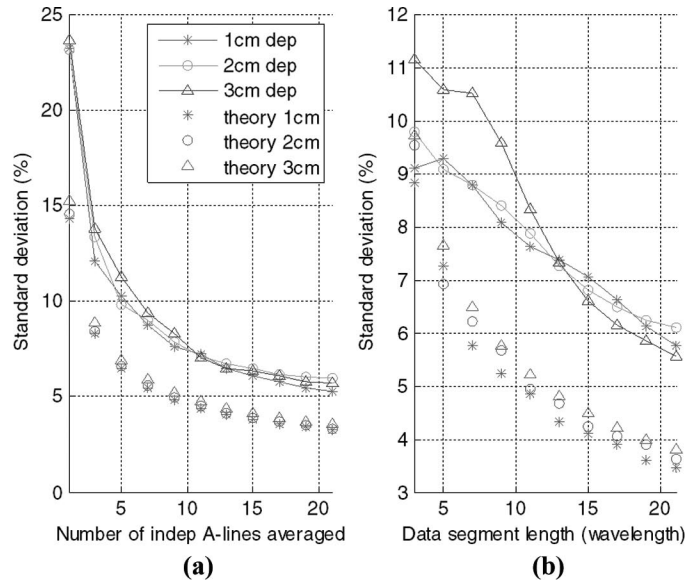 25
20
15
10
5
0
Standard deviation (%)
1cm dep
2cm dep
3cm dep
theory 1cm
theory 2cm
theory 3cm
5 10 15 20
Number of indep A-lines averaged
(a)
12
11
10
9
8
7
6
5
4
3
Standard deviation (%)
5 10 15 20
Data segment length (wavelength)
(b)